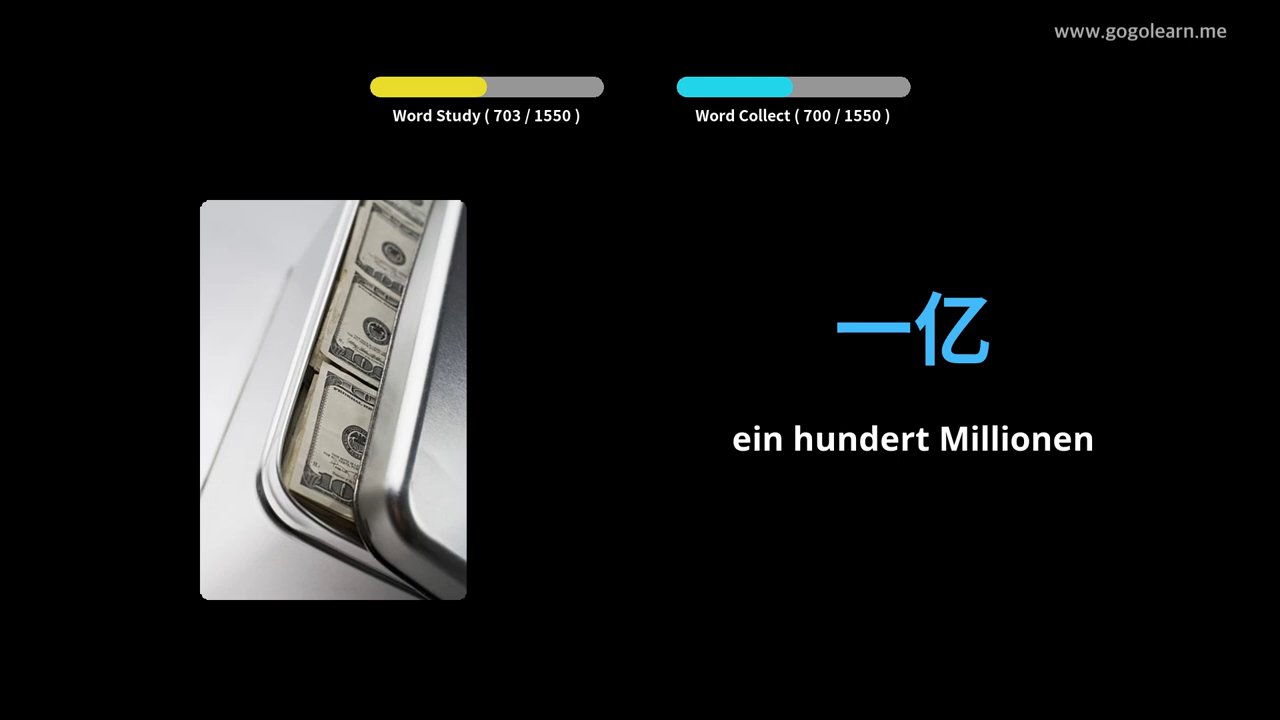 www.gogolearn.me
Word Study ( 703 / 1550 )
Word Collect ( 700 / 1550 )
一亿
ein hundert Millionen